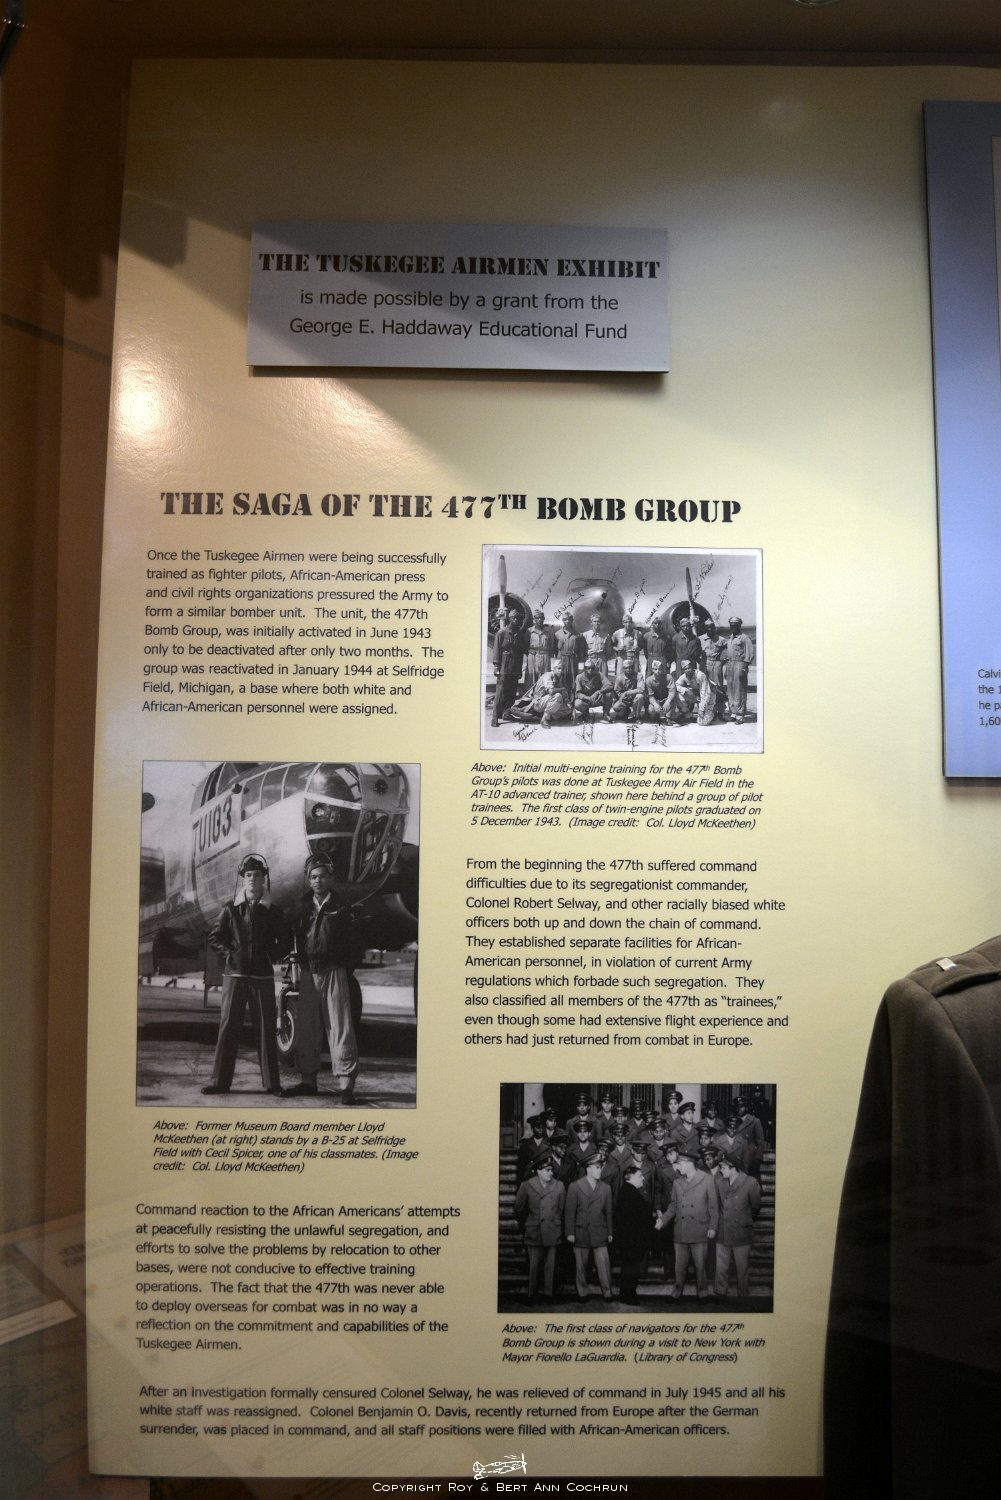 THE TUSKEGEE AIRMEN EXHIBIT
is made possible by a grant from the
George E. Haddaway Educational Fund
THE SAGA OF THE 477TH BOMB GROUP
Once the Tuskegee Airmen were being successfully
trained as fighter pilots, African-American press
and civil rights organizations pressured the Army to
form a similar bomber unit. The unit, the 477th
Bomb Group, was initially activated in June 1943
only to be deactivated after only two months. The
group was reactivated in January 1944 at Selfridge
Field, Michigan, a base where both white and
African-American personnel were assigned.
Above: Initial multi-engine training for the 477th Bomb
Group's pilots was done at Tuskegee Army Air Field in the
AT-10 advanced trainer, shown here behind a group of pilot
trainees. The first class of twin-engine pilots graduated on
5 December 1943. (Image credit: Col. Lloyd McKeethen)
TU103
Above: Former Museum Board member Lloyd
McKeethen (at right) stands by a B-25 at Selfridge
Field with Cecil Spicer, one of his classmates. (Image
credit: Col. Lloyd McKeethen)
From the beginning the 477th suffered command
difficulties due to its segregationist commander,
Colonel Robert Selway, and other racially biased white
officers both up and down the chain of command.
They established separate facilities for African-
American personnel, in violation of current Army
regulations which forbade such segregation. They
also classified all members of the 477th as "trainees,"
even though some had extensive flight experience and
others had just returned from combat in Europe.
Command reaction to the African Americans' attempts
at peacefully resisting the unlawful segregation, and
efforts to solve the problems by relocation to other
bases, were not conducive to effective training
operations. The fact that the 477th was never able
to deploy overseas for combat was in no way a
reflection on the commitment and capabilities of the
Tuskegee Airmen.
Above: The first class of navigators for the 477th
Bomb Group is shown during a visit to New York with
Mayor Fiorello LaGuardia. (Library of Congress)
After an investigation formally censured Colonel Selway, he was relieved of command in July 1945 and all his
white staff was reassigned. Colonel Benjamin O. Davis, recently returned from Europe after the German
surrender, was placed in command, and all staff positions were filled with African-American officers.
Calvi
the 1
he p
1,60
Copyright Roy & Bert Ann Cochrun